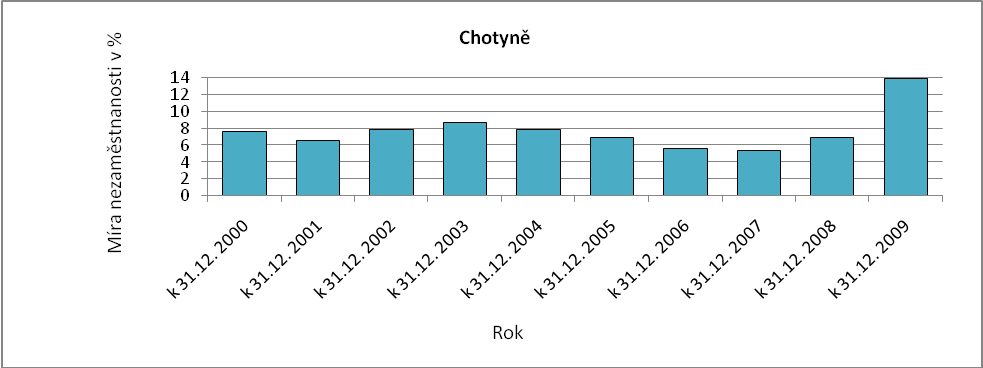 Chotyně
Míra nezaměstnanosti v %
14
12
10
8
6
4
2
0
k 31.12. 2000
k 31.12. 2001
k 31.12. 2002
k 31.12. 2003
k 31.12. 2004
k 31.12. 2005
k 31.12. 2006
k 31.12. 2007
k 31.12. 2008
k 31.12. 2009
Rok